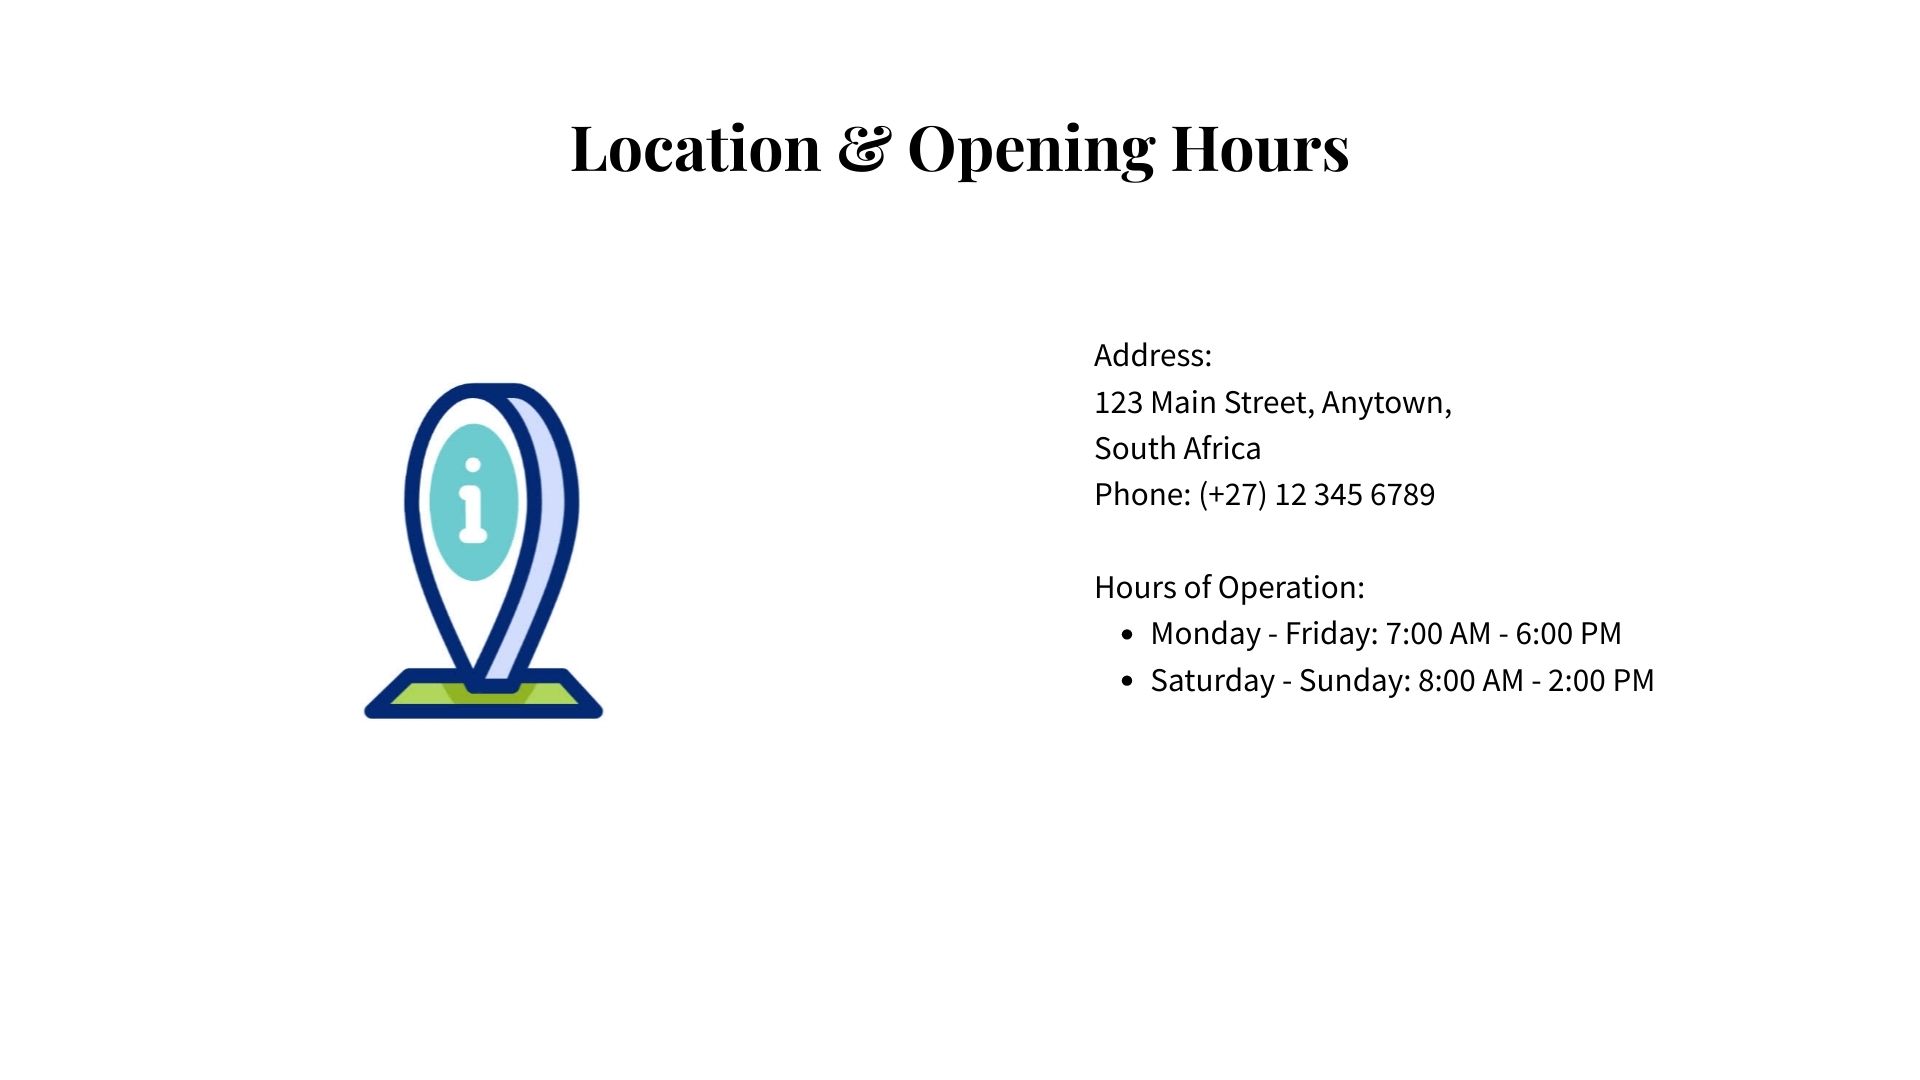 Location & Opening Hours
i
Address:
123 Main Street, Anytown,
South Africa
Phone: (+27) 12 345 6789
Hours of Operation:
• Monday - Friday: 7:00 AM - 6:00 PM
• Saturday - Sunday: 8:00 AM - 2:00 PM